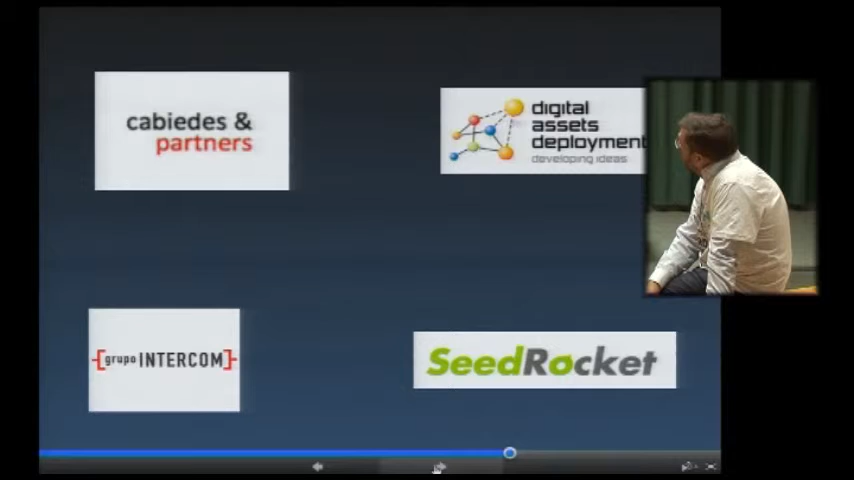 cabiedes &
partners
digital
assets
deployment
developing ideas
grupo INTERCOM
SeedRocket